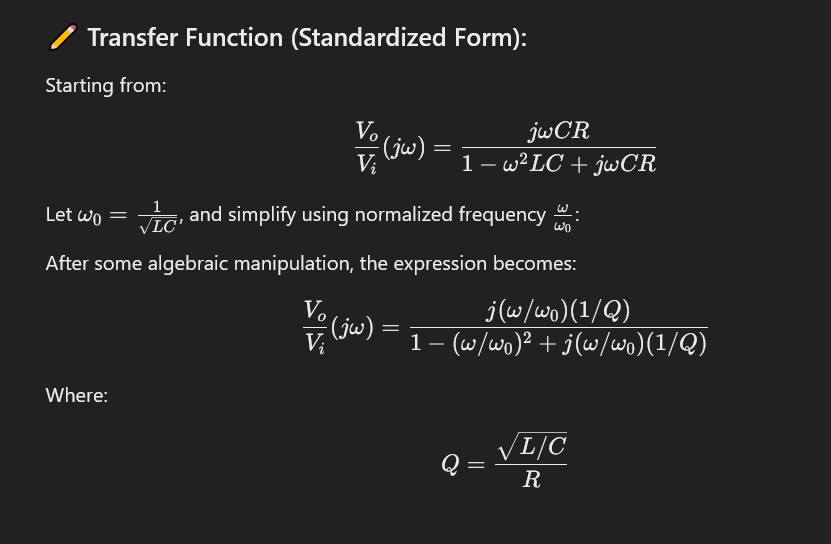 ✏️ Transfer Function (Standardized Form):
Starting from:
$\frac{V_o}{V_i}(j\omega) = \frac{j\omega CR}{1 - \omega^2 LC + j\omega CR}$
Let $\omega_0 = \frac{1}{\sqrt{LC}}$, and simplify using normalized frequency $\frac{\omega}{\omega_0}$:
After some algebraic manipulation, the expression becomes:
$\frac{V_o}{V_i}(j\omega) = \frac{j(\omega/\omega_0)(1/Q)}{1 - (\omega/\omega_0)^2 + j(\omega/\omega_0)(1/Q)}$
Where:
$Q = \frac{\sqrt{L/C}}{R}$